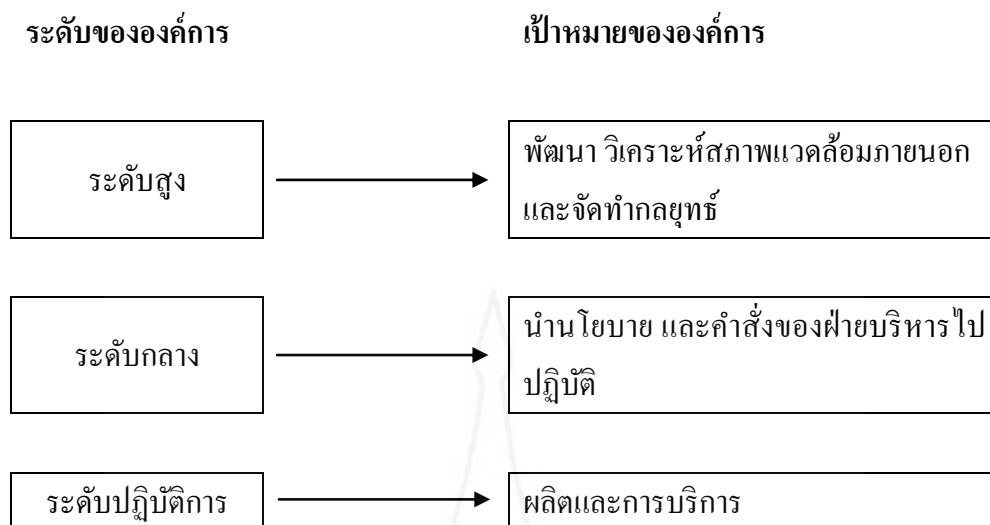 ระดับขององค์การ เป้าหมายขององค์การ
ระดับสูง
พัฒนา วิเคราะห์สภาพแวดล้อมภายนอก
และจัดทำกลยุทธ์
ระดับกลาง
นำนโยบาย และคำสั่งของฝ่ายบริหารไป
ปฏิบัติ
ระดับปฏิบัติการ
ผลิตและการบริการ